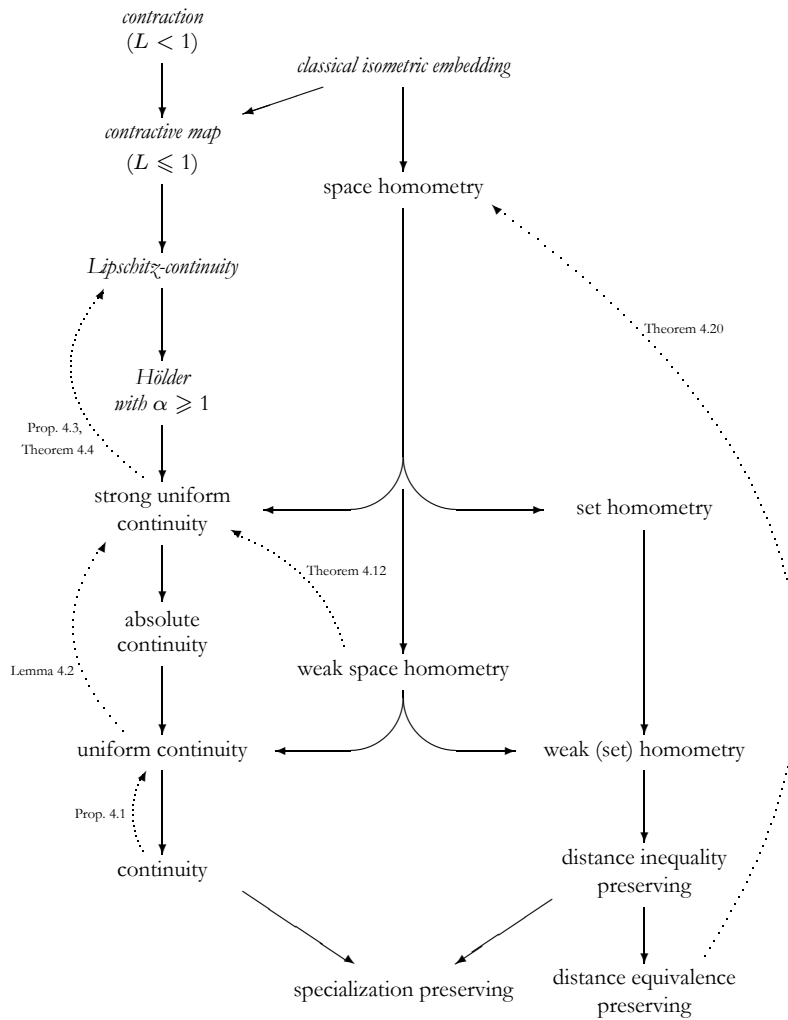 contraction
(L < 1)
classical isometric embedding
contractive map
(L ⩽ 1)
space homometry
Lipschitz-continuity
Theorem 4.20
Hölder
with α ⩾ 1
Prop. 4.3,
Theorem 4.4
strong uniform
continuity
set homometry
Theorem 4.12
absolute
continuity
Lemma 4.2
weak space homometry
uniform continuity
weak (set) homometry
Prop. 4.1
continuity
distance inequality
preserving
specialization preserving
distance equivalence
preserving